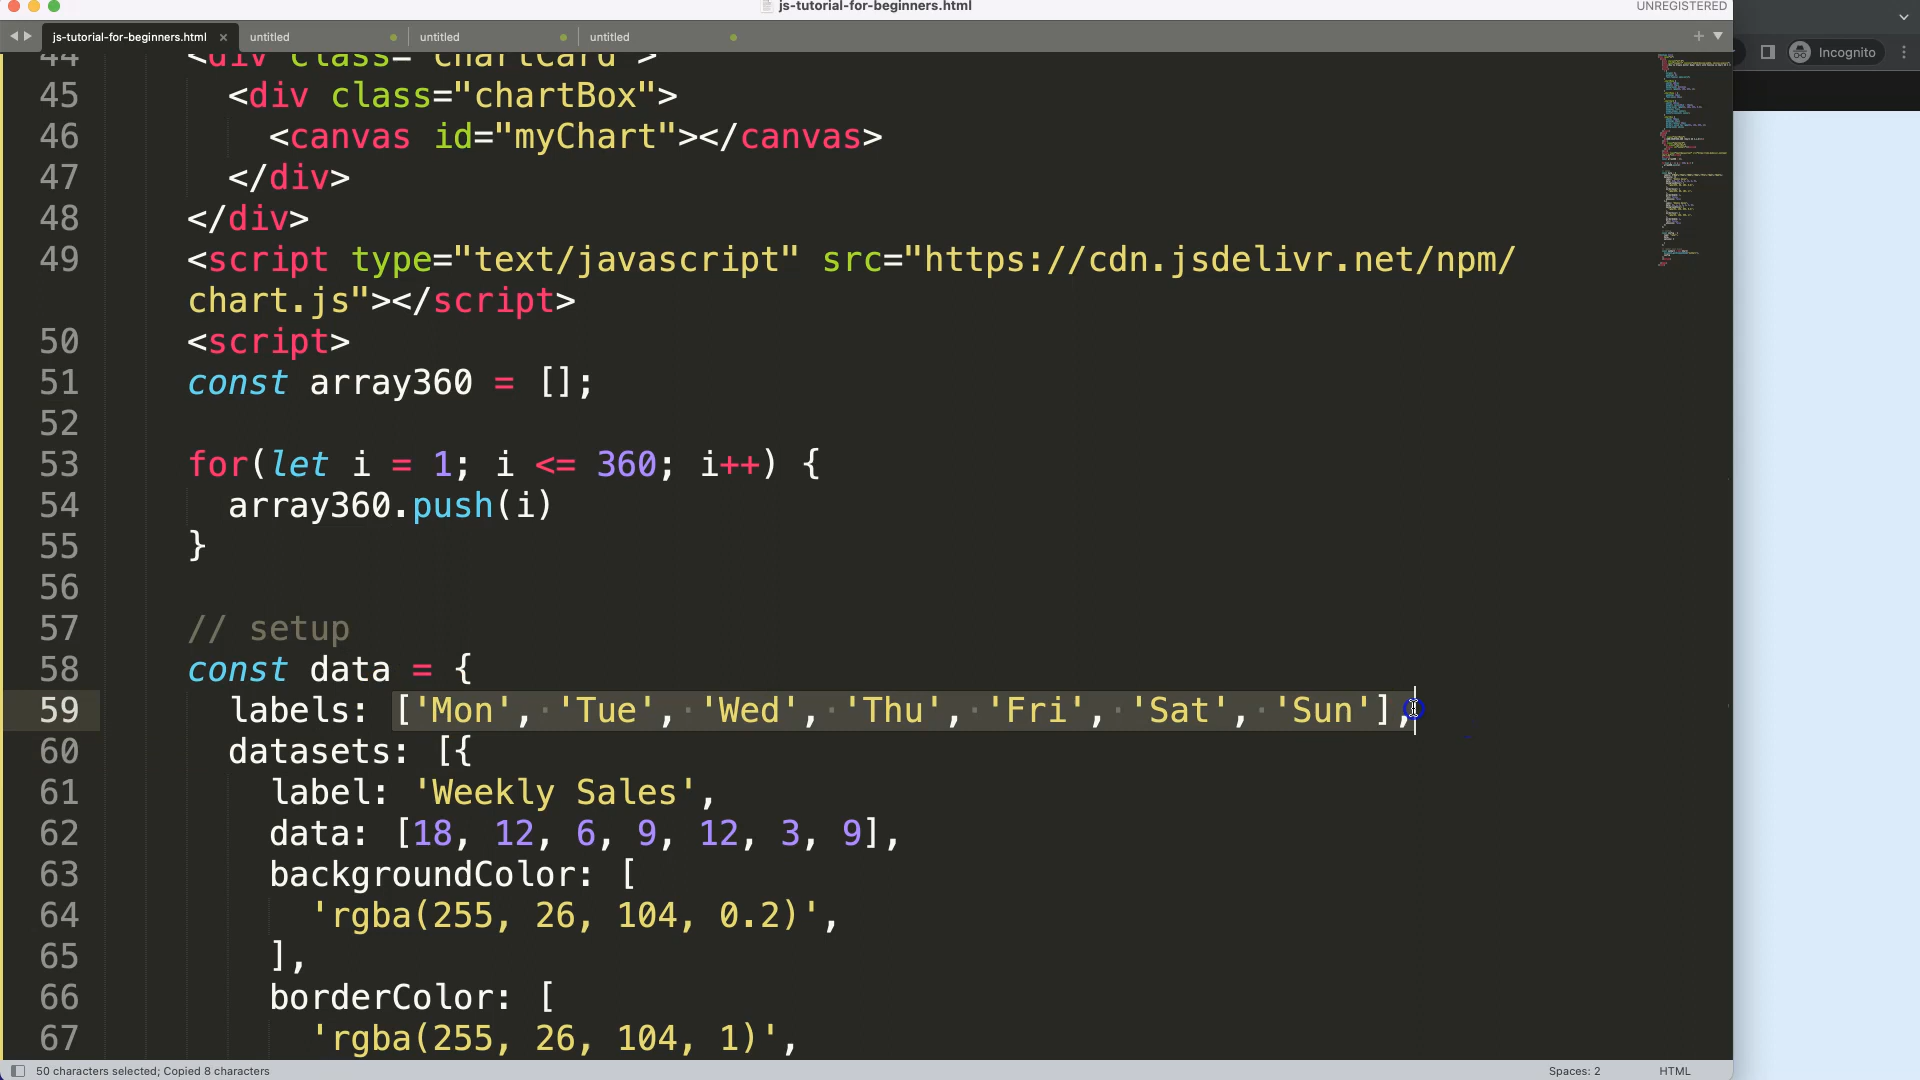 js-tutorial-for-beginners.html
UNREGISTERED
js-tutorial-for-beginners.html × untitled untitled untitled
Incognito
44 <div class="chartCard">
45 <div class="chartBox">
46 <canvas id="myChart"></canvas>
47 </div>
48 </div>
49 <script type="text/javascript" src="https://cdn.jsdelivr.net/npm/
chart.js"></script>
50 <script>
51 const array360 = [];
52
53 for(let i = 1; i <= 360; i++) {
54 array360.push(i)
55 }
56
57 // setup
58 const data = {
59 labels: ['Mon', 'Tue', 'Wed', 'Thu', 'Fri', 'Sat', 'Sun'],
60 datasets: [{
61 label: 'Weekly Sales',
62 data: [18, 12, 6, 9, 12, 3, 9],
63 backgroundColor: [
64 'rgba(255, 26, 104, 0.2)',
65 ],
66 borderColor: [
67 'rgba(255, 26, 104, 1)',
50 characters selected; Copied 8 characters
Spaces: 2
HTML